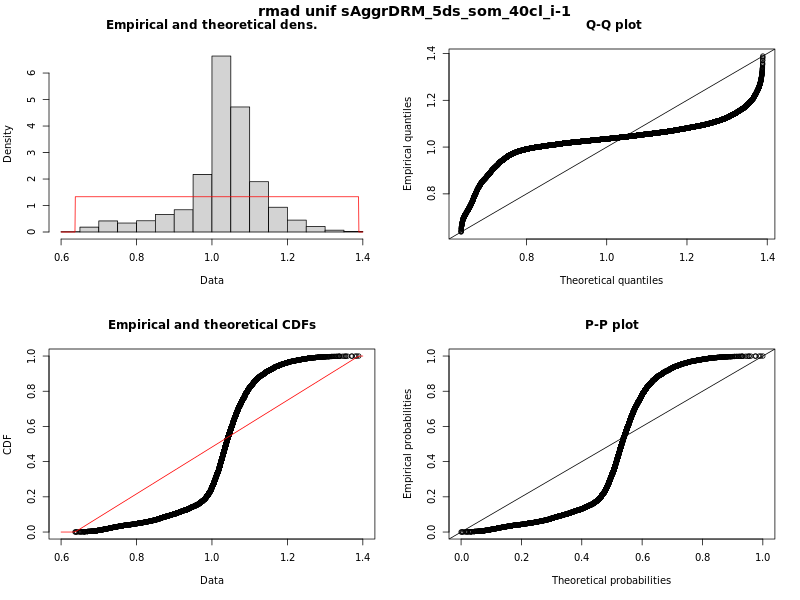 rmad unif sAggrDRM_5ds_som_40cl_i-1
Empirical and theoretical dens.
Density
0 1 2 3 4 5 6
0.6 0.8 1.0 1.2 1.4
Data
Q-Q plot
Empirical quantiles
0.8 1.0 1.2 1.4
0.8 1.0 1.2 1.4
Theoretical quantiles
Empirical and theoretical CDFs
CDF
0.0 0.2 0.4 0.6 0.8 1.0
0.6 0.8 1.0 1.2 1.4
Data
P-P plot
Empirical probabilities
0.0 0.2 0.4 0.6 0.8 1.0
0.0 0.2 0.4 0.6 0.8 1.0
Theoretical probabilities